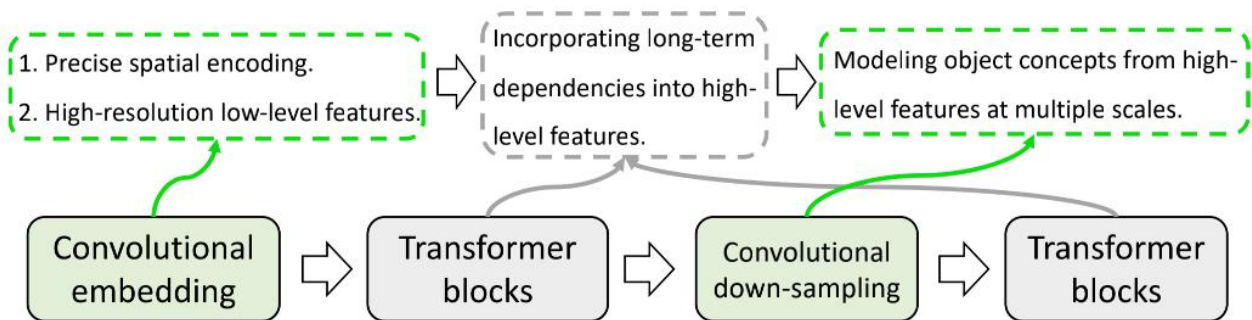 1. Precise spatial encoding.
2. High-resolution low-level features.
Incorporating long-term
dependencies into high-
level features.
Modeling object concepts from high-
level features at multiple scales.
Convolutional
embedding
Transformer
blocks
Convolutional
down-sampling
Transformer
blocks